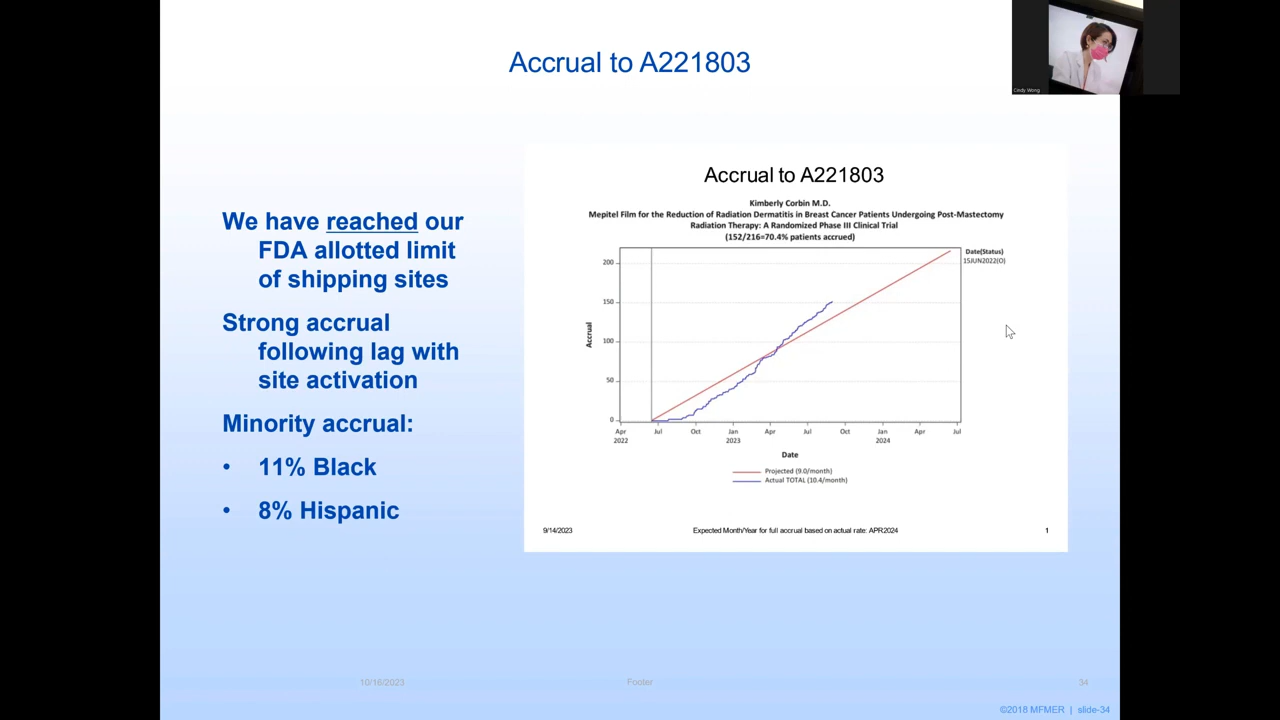 Accrual to A221803
Cindy Wong
We have reached our
FDA allotted limit
of shipping sites
Strong accrual
following lag with
site activation
Minority accrual:
• 11% Black
• 8% Hispanic
Accrual to A221803
Kimberly Corbin M.D.
Mepitel Film for the Reduction of Radiation Dermatitis in Breast Cancer Patients Undergoing Post-Mastectomy
Radiation Therapy: A Randomized Phase III Clinical Trial
(152/216=70.4% patients accrued)
Date(Status)
15JUN2022(O)
Accrual
200
150
100
50
0
Apr Jul Oct Jan Apr Jul Oct Jan Apr Jul
2022 2023 2024
Date
Projected (9.0/month)
Actual TOTAL (10.4/month)
9/14/2023 Expected Month/Year for full accrual based on actual rate: APR2024 1
10/16/2023 Footer 34
©2018 MFMER | slide-34